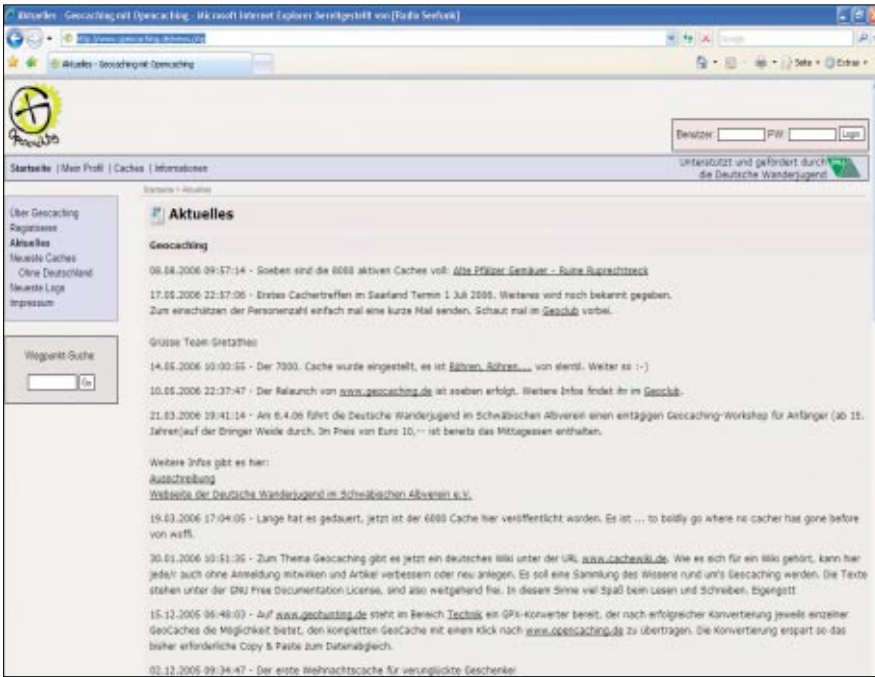 Aktuelles - Geocaching mit Opencaching - Microsoft Internet Explorer bereitgestellt von [Radio Seefunk]
Google
Aktuelles - Geocaching mit Opencaching
Seite
Extras
Geocaching
Benutzer: PW: Login
Startseite | Mein Profil | Caches | Informationen
Unterstützt und gefördert durch
die Deutsche Wanderjugend
Startseite > Aktuelles
Über Geocaching
Registrieren
Aktuelles
Neueste Caches
Ohne Deutschland
Neueste Logs
Impressum
Wegpunkt-Suche
Go
Aktuelles
Geocaching
09:57:14 - Soeben sind die 6000 aktiven Caches voll: Alte Pfälzer Gemäuer - Ruine Ruprechtseck
17.05.2006 22:57:06 - Erstes Cachertreffen im Saarland Termin 1 Juli 2006. Weiteres wird noch bekannt gegeben.
Zum einschätzen der Personenzahl einfach mal eine kurze Mail senden. Schaut mal im Geoclub vorbei.
Grüsse Team
14.05.2006 10:00:55 - Der 7000. Cache wurde eingestellt, es ist Röhren, Röhren.... von Weiter so :-)
10.05.2006 22:37:47 - Der Relaunch von www.geocaching.de ist soeben erfolgt. Weitere Infos findet ihr im Geoclub.
21.03.2006 19:41:14 - Am 8.4.06 führt die Deutsche Wanderjugend im Schwäbischen Albverein einen eintägigen Geocaching-Workshop für Anfänger (ab 15.
Jahren)auf der Eninger Weide durch. Im Preis von Euro 10,-- ist bereits das Mittagessen enthalten.
Weitere Infos gibt es hier:
Ausschreibung
Webseite der Deutsche Wanderjugend im Schwäbischen Albverein e.V.
19.03.2006 17:04:05 - Lange hat es gedauert, jetzt ist der 6000 Cache hier veröffentlicht worden. Es ist ... to boldly go where no cacher has gone before
von woffl.
30.01.2006 10:51:35 - Zum Thema Geocaching gibt es jetzt ein deutsches Wiki unter der URL www.cachewiki.de. Wie es sich für ein Wiki gehört, kann hier
jede/r auch ohne Anmeldung mitwirken und Artikel verbessern oder neu anlegen. Es soll eine Sammlung des Wissens rund um's Geocaching werden. Die Texte
stehen unter der GNU Free Documentation License, sind also weitgehend frei. In diesem Sinne viel Spaß beim Lesen und Schreiben. Eigengott
15.12.2005 06:48:03 - Auf www.geohunting.de steht im Bereich Technik ein GPX-Konverter bereit, der nach erfolgreicher Konvertierung jeweils einzelner
GeoCaches die Möglichkeit bietet, den kompletten GeoCache mit einem Klick nach www.opencaching.de zu übertragen. Die Konvertierung erspart so das
bisher erforderliche Copy & Paste zum Datenabgleich.
02.12.2005 09:34:47 - Der erste Weihnachtscache für verunglückte Geschenke!